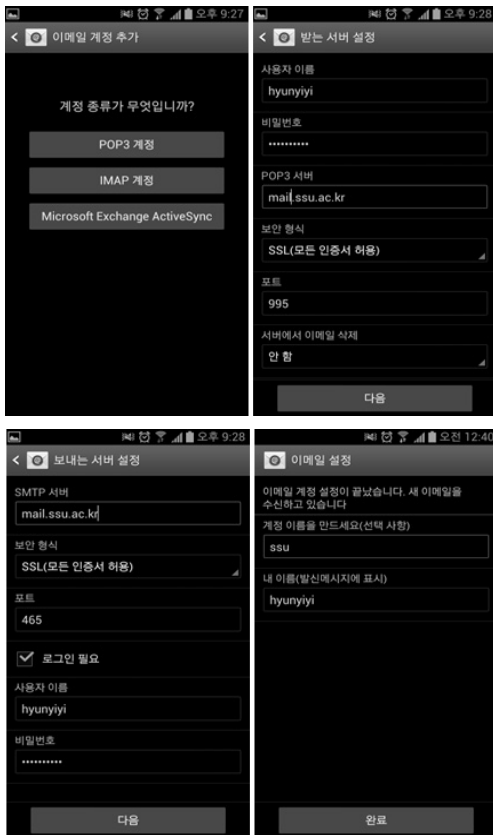 오후 9:27
이메일 계정 추가
계정 종류가 무엇입니까?
POP3 계정
IMAP 계정
Microsoft Exchange ActiveSync
오후 9:28
받는 서버 설정
사용자 이름
hyunyiyi
비밀번호
••••••••••
POP3 서버
mail.ssu.ac.kr
보안 형식
SSL(모든 인증서 허용)
포트
995
서버에서 이메일 삭제
안 함
다음
오후 9:28
보내는 서버 설정
SMTP 서버
mail.ssu.ac.kr
보안 형식
SSL(모든 인증서 허용)
포트
465
로그인 필요
사용자 이름
hyunyiyi
비밀번호
••••••••••
다음
오전 12:40
이메일 설정
이메일 계정 설정이 끝났습니다. 새 이메일을
수신하고 있습니다
계정 이름을 만드세요(선택 사항)
ssu
내 이름(발신메시지에 표시)
hyunyiyi
완료